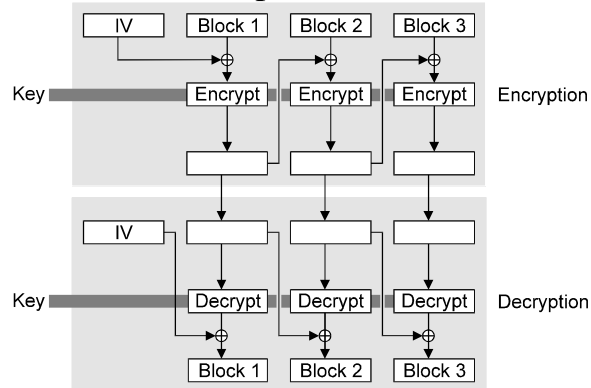 IV Block 1 Block 2 Block 3
Key Encrypt Encrypt Encrypt Encryption
IV
Key Decrypt Decrypt Decrypt Decryption
Block 1 Block 2 Block 3